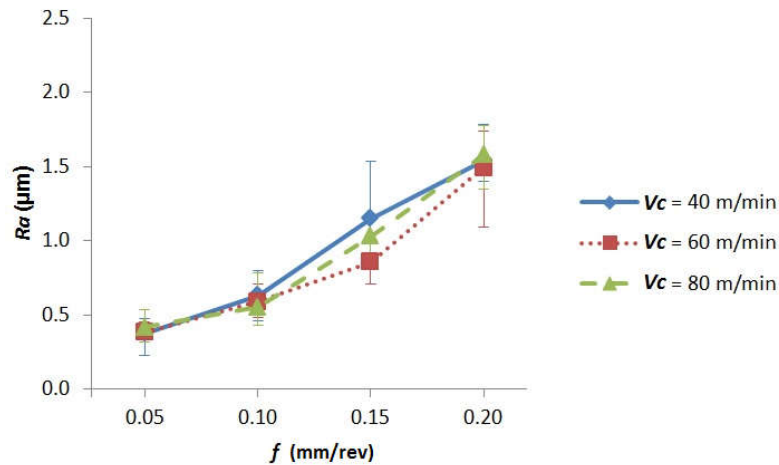 2.5
2.0
1.5
1.0
0.5
0.0
Ra (μm)
0.05 0.10 0.15 0.20
f (mm/rev)
Vc = 40 m/min
Vc = 60 m/min
Vc = 80 m/min